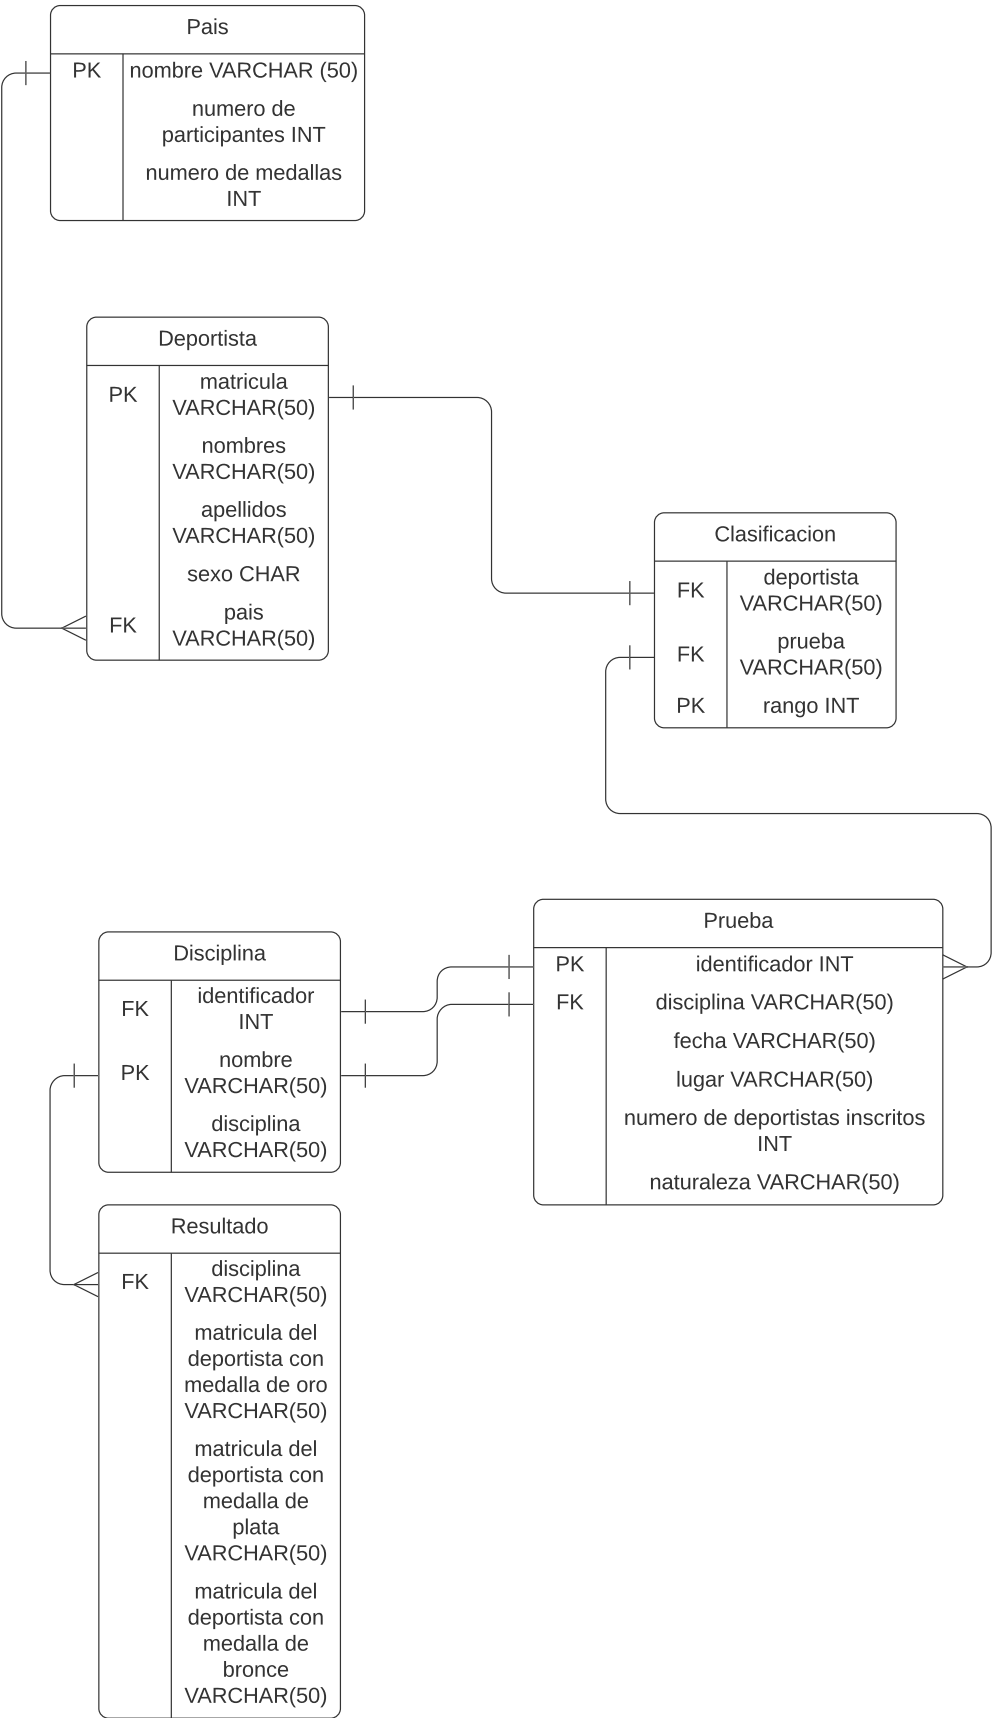 Pais
PK
nombre VARCHAR (50)
numero de
participantes INT
numero de medallas
INT
Deportista
PK
matricula
VARCHAR(50)
nombres
VARCHAR(50)
apellidos
VARCHAR(50)
sexo CHAR
FK
pais
VARCHAR(50)
Clasificacion
FK
deportista
VARCHAR(50)
FK
prueba
VARCHAR(50)
PK
rango INT
Prueba
PK
identificador INT
FK
disciplina VARCHAR(50)
fecha VARCHAR(50)
lugar VARCHAR(50)
numero de deportistas inscritos
INT
naturaleza VARCHAR(50)
Disciplina
FK
identificador
INT
PK
nombre
VARCHAR(50)
disciplina
VARCHAR(50)
Resultado
FK
disciplina
VARCHAR(50)
matricula del
deportista con
medalla de oro
VARCHAR(50)
matricula del
deportista con
medalla de
plata
VARCHAR(50)
matricula del
deportista con
medalla de
bronce
VARCHAR(50)